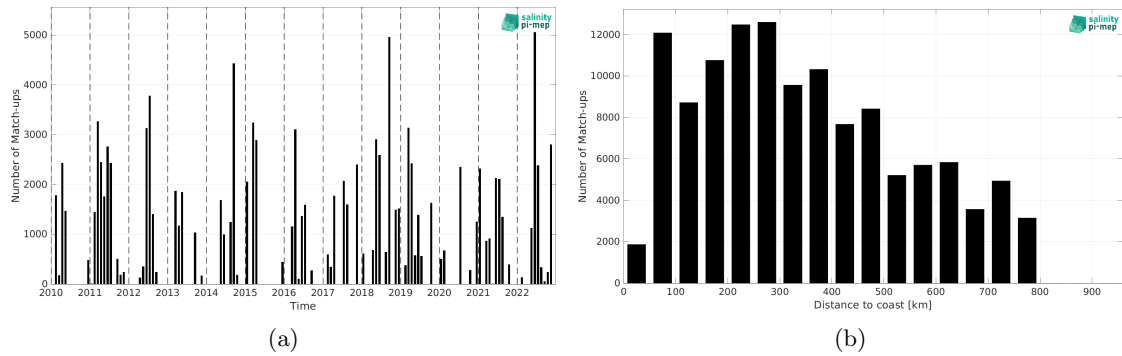 salinity
pi-mep
5000
4000
3000
2000
1000
0
Number of Match-ups
2010 2011 2012 2013 2014 2015 2016 2017 2018 2019 2020 2021 2022
Time
(a)
salinity
pi-mep
12000
10000
8000
6000
4000
2000
0
Number of Match-ups
0 100 200 300 400 500 600 700 800 900
Distance to coast [km]
(b)